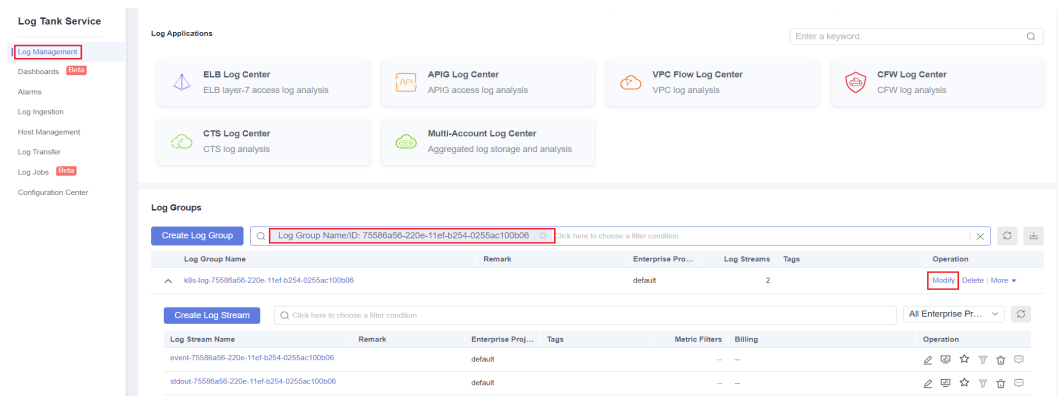 Log Tank Service
Log Management
Dashboards Beta
Alarms
Log Ingestion
Host Management
Log Transfer
Log Jobs Beta
Configuration Center
Log Applications
Enter a keyword.
ELB Log Center
ELB layer-7 access log analysis
API
APIG Log Center
APIG access log analysis
VPC Flow Log Center
VPC log analysis
CFW Log Center
CFW log analysis
CTS Log Center
CTS log analysis
Multi-Account Log Center
Aggregated log storage and analysis
Log Groups
Create Log Group Log Group Name/ID: 75586a56-220e-11ef-b254-0255ac100b06 Click here to choose a filter condition
Log Group Name Remark Enterprise Pro... Log Streams Tags Operation
k8s-log-75586a56-220e-11ef-b254-0255ac100b06 default 2 Modify Delete | More
Create Log Stream Click here to choose a filter condition All Enterprise Pr...
Log Stream Name Remark Enterprise Proj... Tags Metric Filters Billing Operation
event-75586a56-220e-11ef-b254-0255ac100b06 default -- --
stdout-75586a56-220e-11ef-b254-0255ac100b06 default -- --